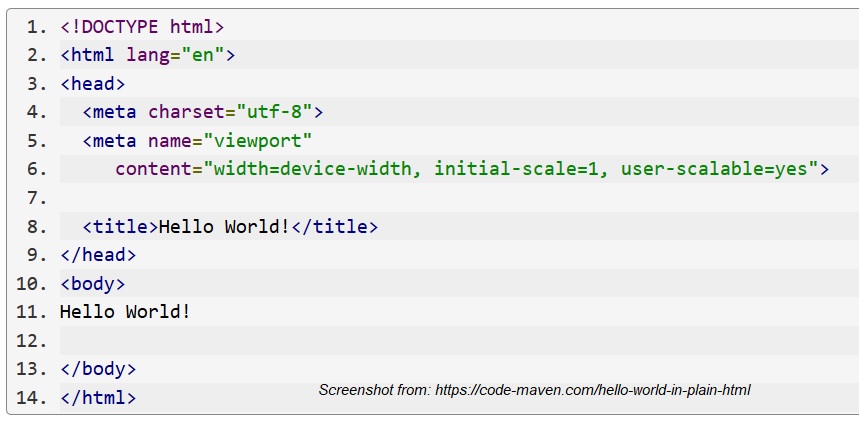 1. <!DOCTYPE html>
2. <html lang="en">
3. <head>
4.   <meta charset="utf-8">
5.   <meta name="viewport"
6.      content="width=device-width, initial-scale=1, user-scalable=yes">
7.
8.   <title>Hello World!</title>
9. </head>
10. <body>
11. Hello World!
12.
13. </body>
Screenshot from: https://code-maven.com/hello-world-in-plain-html
14. </html>